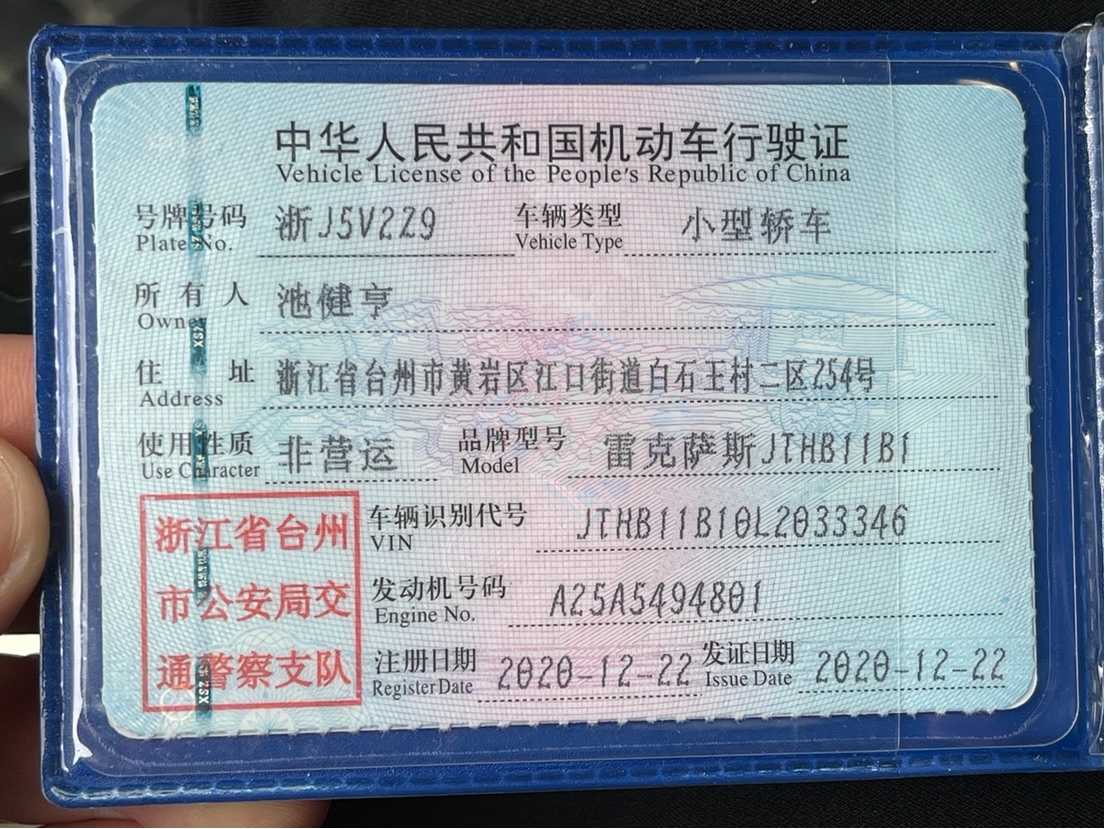 中华人民共和国机动车行驶证
Vehicle License of the People's Republic of China
号牌号码 浙J5V2Z9 车辆类型 小型轿车
Plate No. Vehicle Type
所有人 池健亨
Owner
住址 浙江省台州市黄岩区江口街道白石王村二区254号
Address
使用性质 非营运 品牌型号 雷克萨斯JTHB11B1
Use Character Model
浙江省台州
市公安局交
通警察支队
车辆识别代号 JTHB11B10L2033346
VIN
发动机号码 A25A5494801
Engine No.
注册日期 2020-12-22 发证日期 2020-12-22
Register Date Issue Date